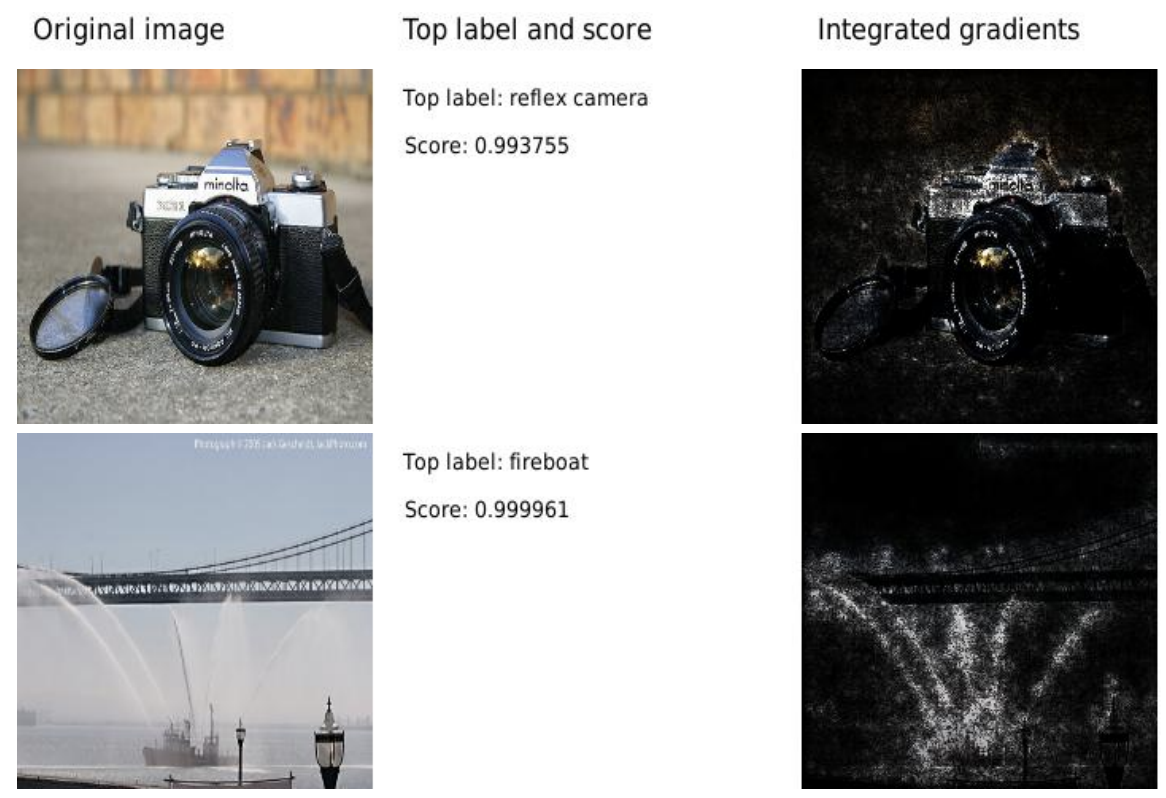 Original image
Top label and score
Integrated gradients
Top label: reflex camera
Score: 0.993755
minolta
minolta
Top label: fireboat
Score: 0.999961